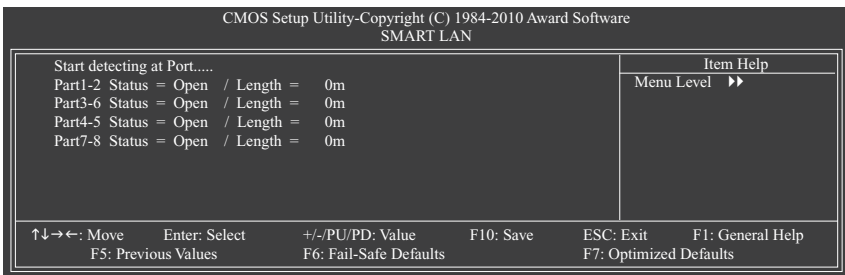 CMOS Setup Utility-Copyright (C) 1984-2010 Award Software
SMART LAN
Start detecting at Port.....
Part1-2 Status = Open / Length = 0m
Part3-6 Status = Open / Length = 0m
Part4-5 Status = Open / Length = 0m
Part7-8 Status = Open / Length = 0m
Item Help
Menu Level ▶▶
↑↓→←: Move Enter: Select +/-/PU/PD: Value F10: Save ESC: Exit F1: General Help
F5: Previous Values F6: Fail-Safe Defaults F7: Optimized Defaults